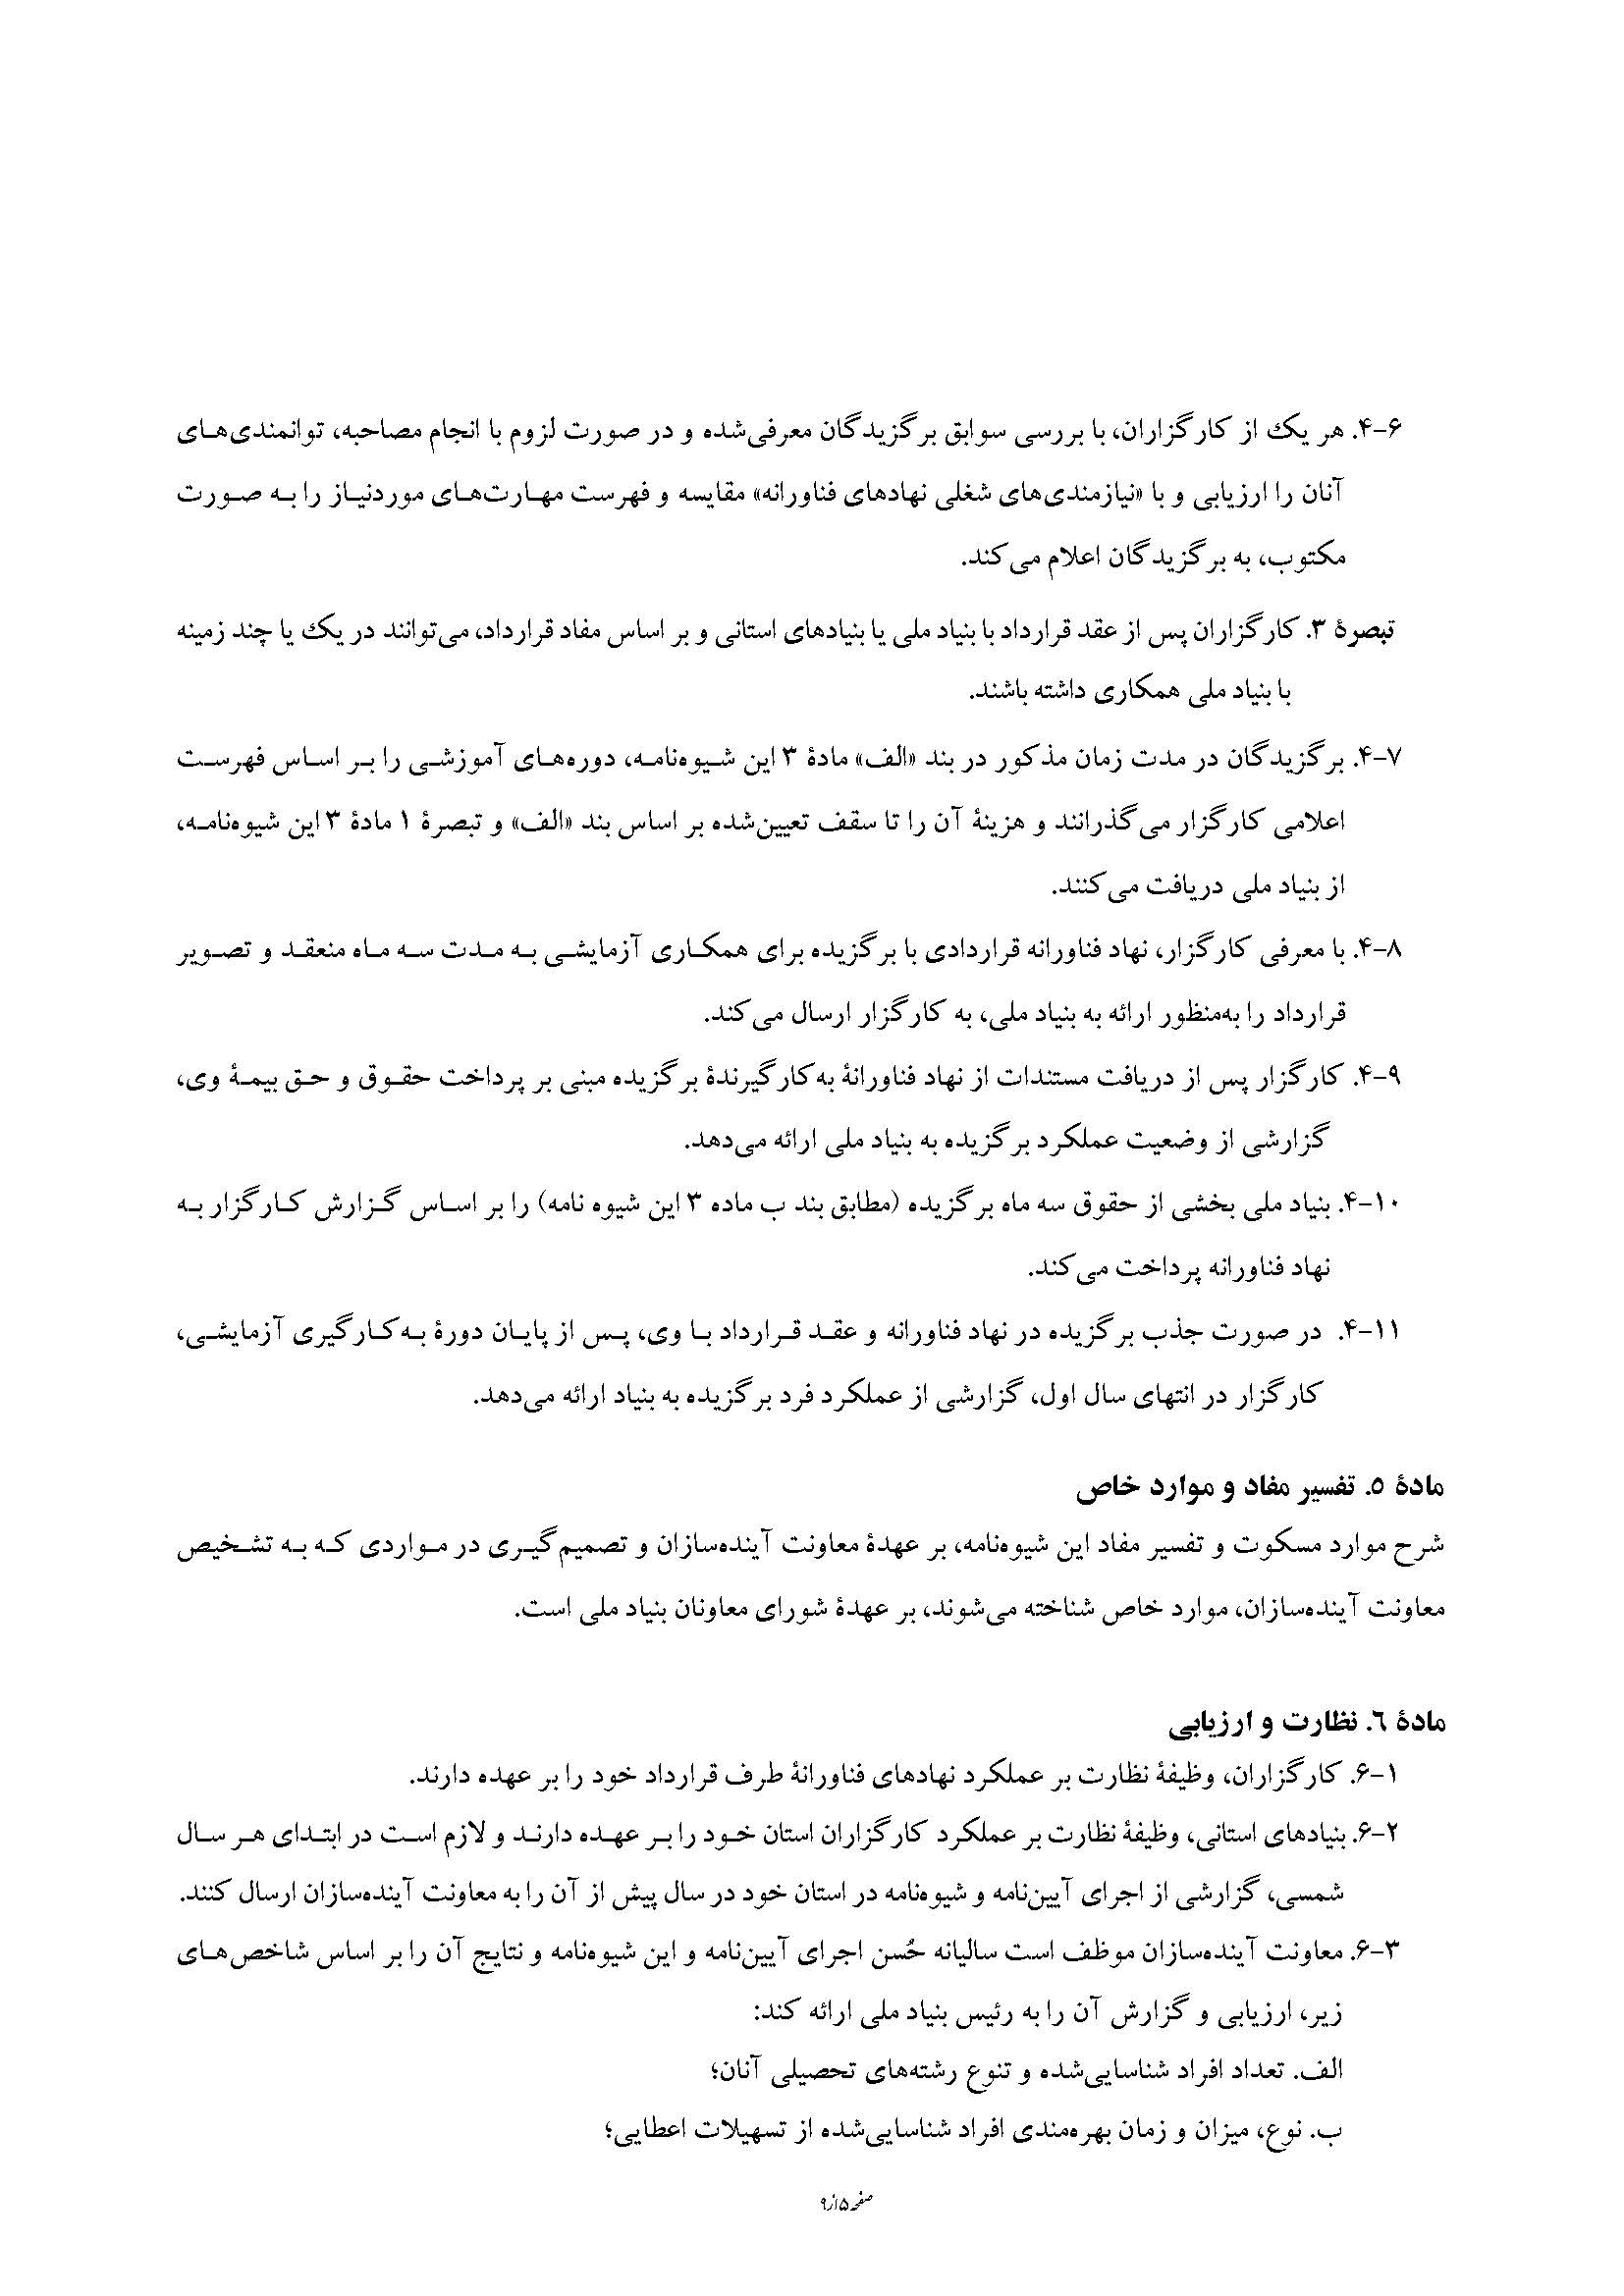 ۴-۶. هر یک از کارگزاران، با بررسی سوابق برگزیدگان معرفی‌شده و در صورت لزوم با انجام مصاحبه، توانمندی‌های
آنان را ارزیابی و با «نیازمندی‌های شغلی نهادهای فناورانه» مقایسه و فهرست مهارت‌های موردنیاز را به صورت
مکتوب، به برگزیدگان اعلام می‌کند.
تبصرهٔ ۳. کارگزاران پس از عقد قرارداد با بنیاد ملی یا بنیادهای استانی و بر اساس مفاد قرارداد، می‌توانند در یک یا چند زمینه
با بنیاد ملی همکاری داشته باشند.
۴-۷. برگزیدگان در مدت زمان مذکور در بند «الف» مادهٔ ۳ این شیوه‌نامه، دوره‌های آموزشی را بر اساس فهرست
اعلامی کارگزار می‌گذرانند و هزینهٔ آن را تا سقف تعیین‌شده بر اساس بند «الف» و تبصرهٔ ۱ مادهٔ ۳ این شیوه‌نامه،
از بنیاد ملی دریافت می‌کنند.
۴-۸. با معرفی کارگزار، نهاد فناورانه قراردادی با برگزیده برای همکاری آزمایشی به مدت سه ماه منعقد و تصویر
قرارداد را به‌منظور ارائه به بنیاد ملی، به کارگزار ارسال می‌کند.
۴-۹. کارگزار پس از دریافت مستندات از نهاد فناورانهٔ به‌کارگیرندهٔ برگزیده مبنی بر پرداخت حقوق و حق بیمهٔ وی،
گزارشی از وضعیت عملکرد برگزیده به بنیاد ملی ارائه می‌دهد.
۴-۱۰. بنیاد ملی بخشی از حقوق سه ماه برگزیده (مطابق بند ب ماده ۳ این شیوه نامه) را بر اساس گزارش کارگزار به
نهاد فناورانه پرداخت می‌کند.
۴-۱۱. در صورت جذب برگزیده در نهاد فناورانه و عقد قرارداد با وی، پس از پایان دورهٔ به‌کارگیری آزمایشی،
کارگزار در انتهای سال اول، گزارشی از عملکرد فرد برگزیده به بنیاد ارائه می‌دهد.
مادهٔ ۵. تفسیر مفاد و موارد خاص
شرح موارد مسکوت و تفسیر مفاد این شیوه‌نامه، بر عهدهٔ معاونت آینده‌سازان و تصمیم‌گیری در مواردی که به تشخیص
معاونت آینده‌سازان، موارد خاص شناخته می‌شوند، بر عهدهٔ شورای معاونان بنیاد ملی است.
مادهٔ ۶. نظارت و ارزیابی
۶-۱. کارگزاران، وظیفهٔ نظارت بر عملکرد نهادهای فناورانهٔ طرف قرارداد خود را بر عهده دارند.
۶-۲. بنیادهای استانی، وظیفهٔ نظارت بر عملکرد کارگزاران استان خود را بر عهده دارند و لازم است در ابتدای هر سال
شمسی، گزارشی از اجرای آیین‌نامه و شیوه‌نامه در استان خود در سال پیش از آن را به معاونت آینده‌سازان ارسال کنند.
۶-۳. معاونت آینده‌سازان موظف است سالیانه حُسن اجرای آیین‌نامه و این شیوه‌نامه و نتایج آن را بر اساس شاخص‌های
زیر، ارزیابی و گزارش آن را به رئیس بنیاد ملی ارائه کند:
الف. تعداد افراد شناسایی‌شده و تنوع رشته‌های تحصیلی آنان؛
ب. نوع، میزان و زمان بهره‌مندی افراد شناسایی‌شده از تسهیلات اعطایی؛
صفحه ۵ از ۹